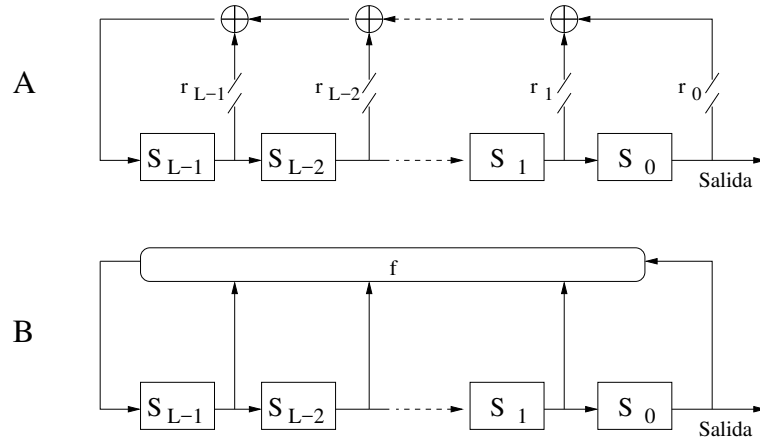 A
r L-1
r L-2
r 1
r 0
S L-1
S L-2
S 1
S 0
Salida
B
f
S L-1
S L-2
S 1
S 0
Salida